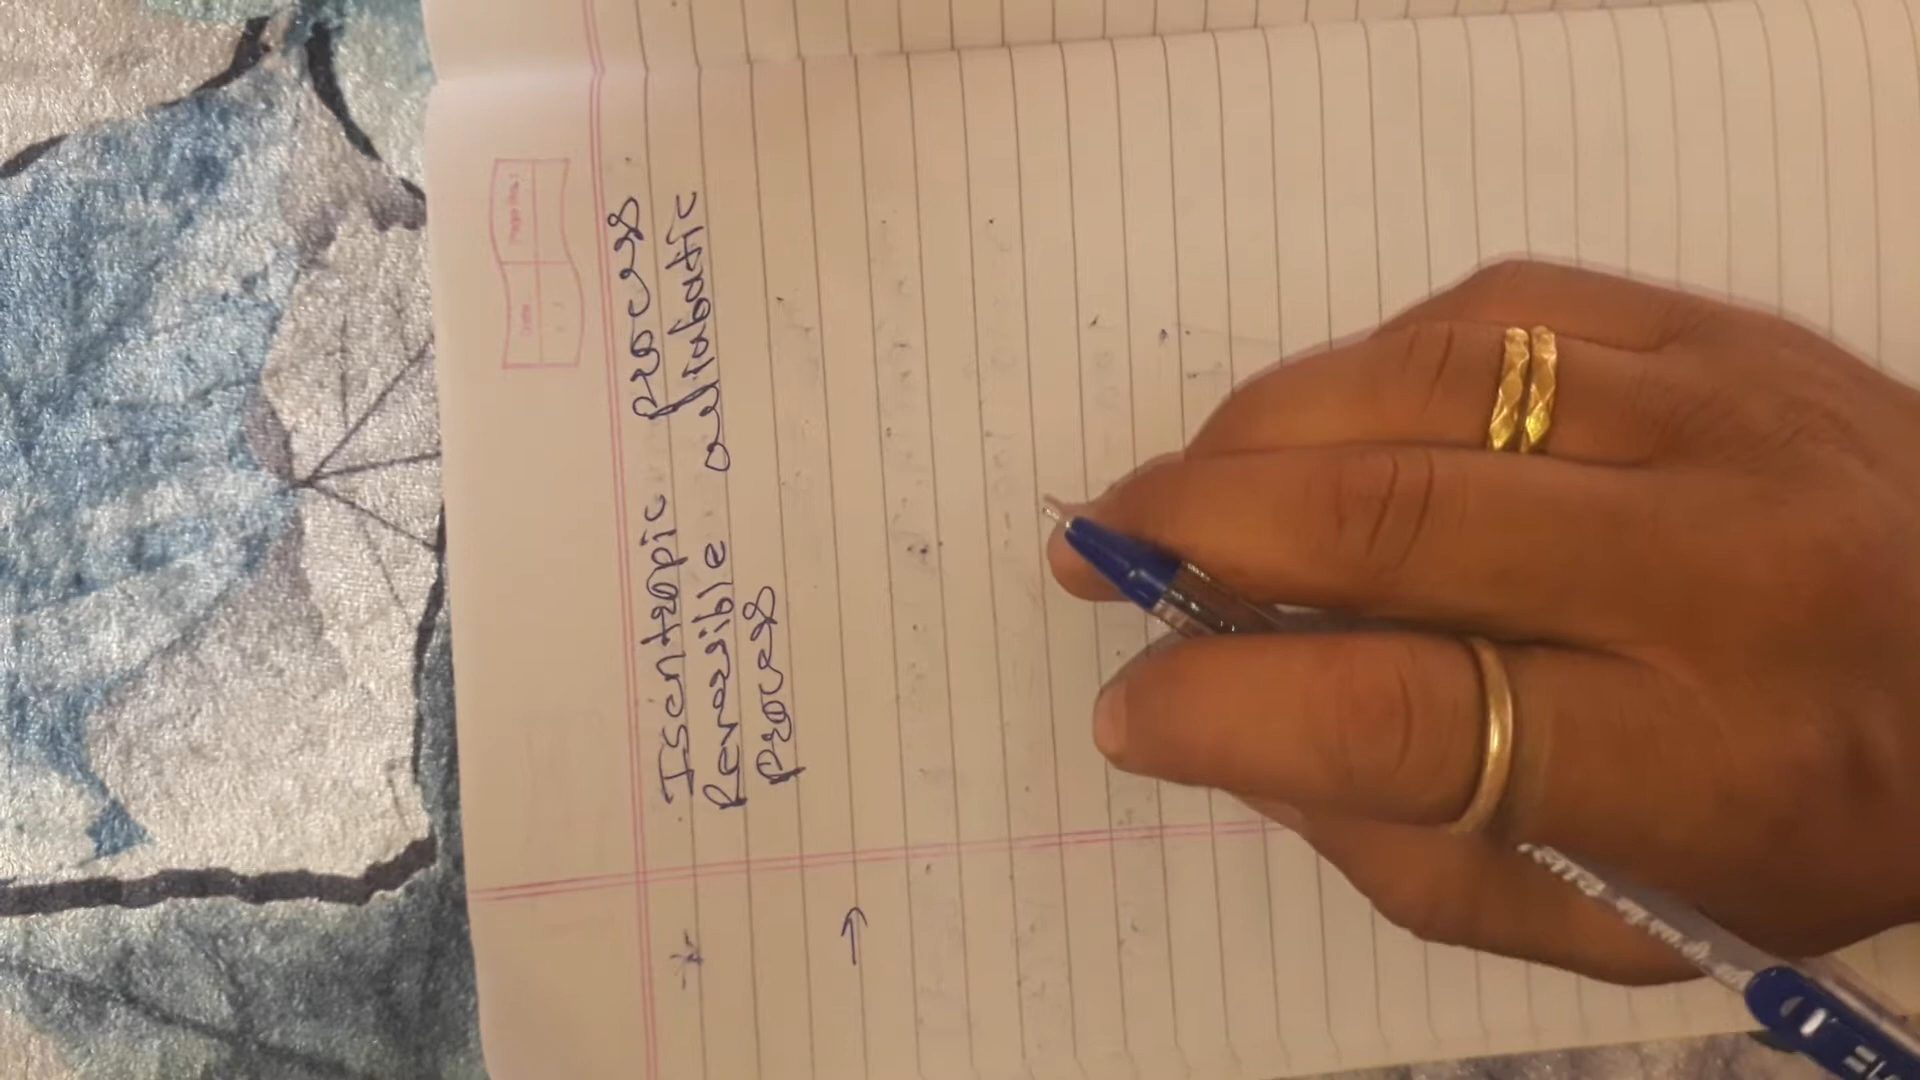 * Isentropic process
Reversible adiabatic
process
→